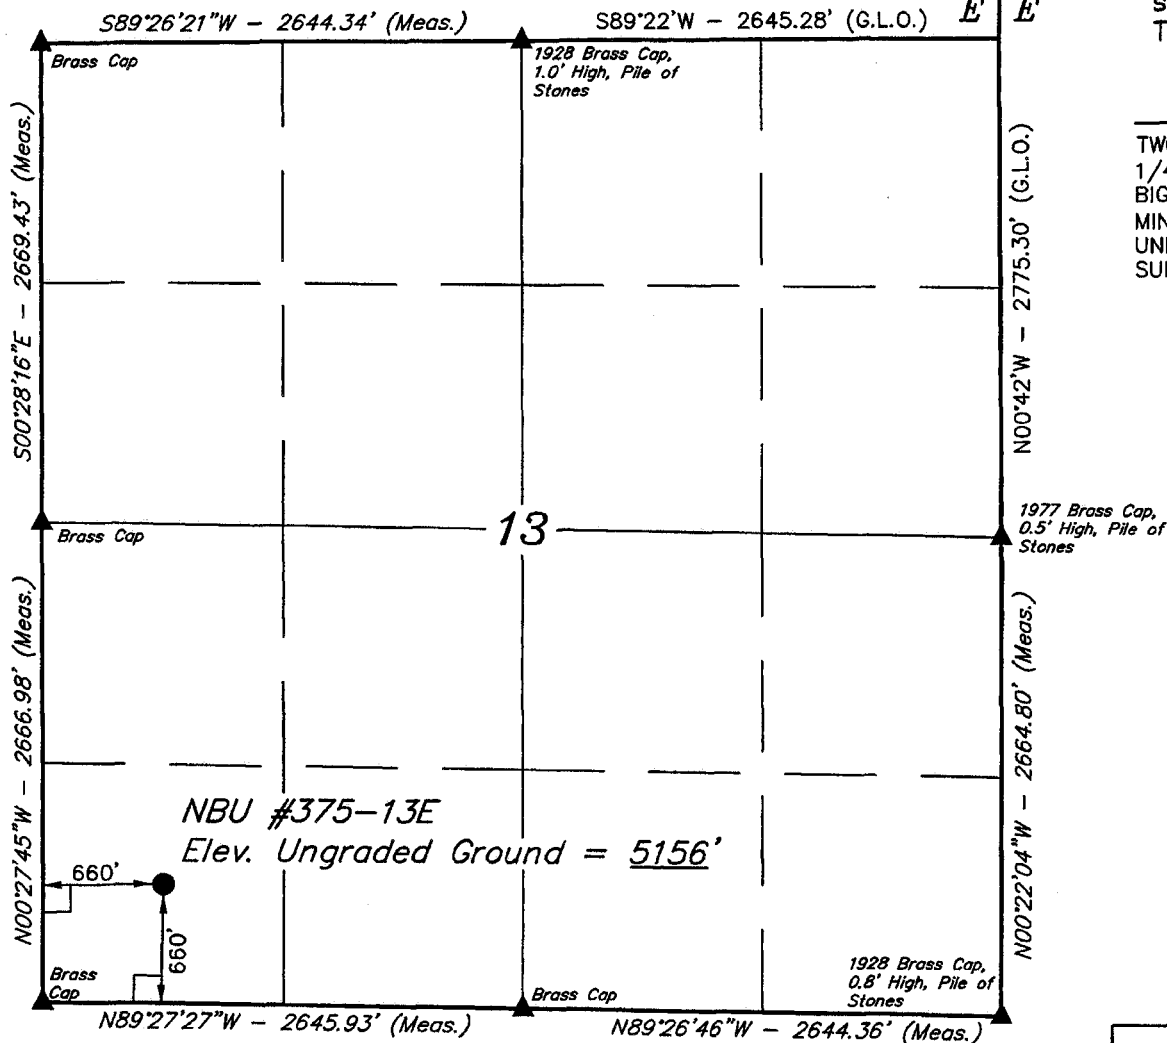 S89°26'21"W - 2644.34' (Meas.)
S89°22'W - 2645.28' (G.L.O.)
E E
Brass Cap
1928 Brass Cap,
1.0' High, Pile of
Stones
S00°28'16"E - 2669.43' (Meas.)
N00°42'W - 2775.30' (G.L.O.)
T
1/4
BIG
Brass Cap
13
1977 Brass Cap,
0.5' High, Pile of
Stones
N00°27'45"W - 2666.98' (Meas.)
N00°22'04"W - 2664.80' (Meas.)
NBU #375-13E
Elev. Ungraded Ground = 5156'
660'
660'
Brass
Cap
Brass Cap
1928 Brass Cap,
0.8' High, Pile of
Stones
N89°27'27"W - 2645.93' (Meas.)
N89°26'46"W - 2644.36' (Meas.)